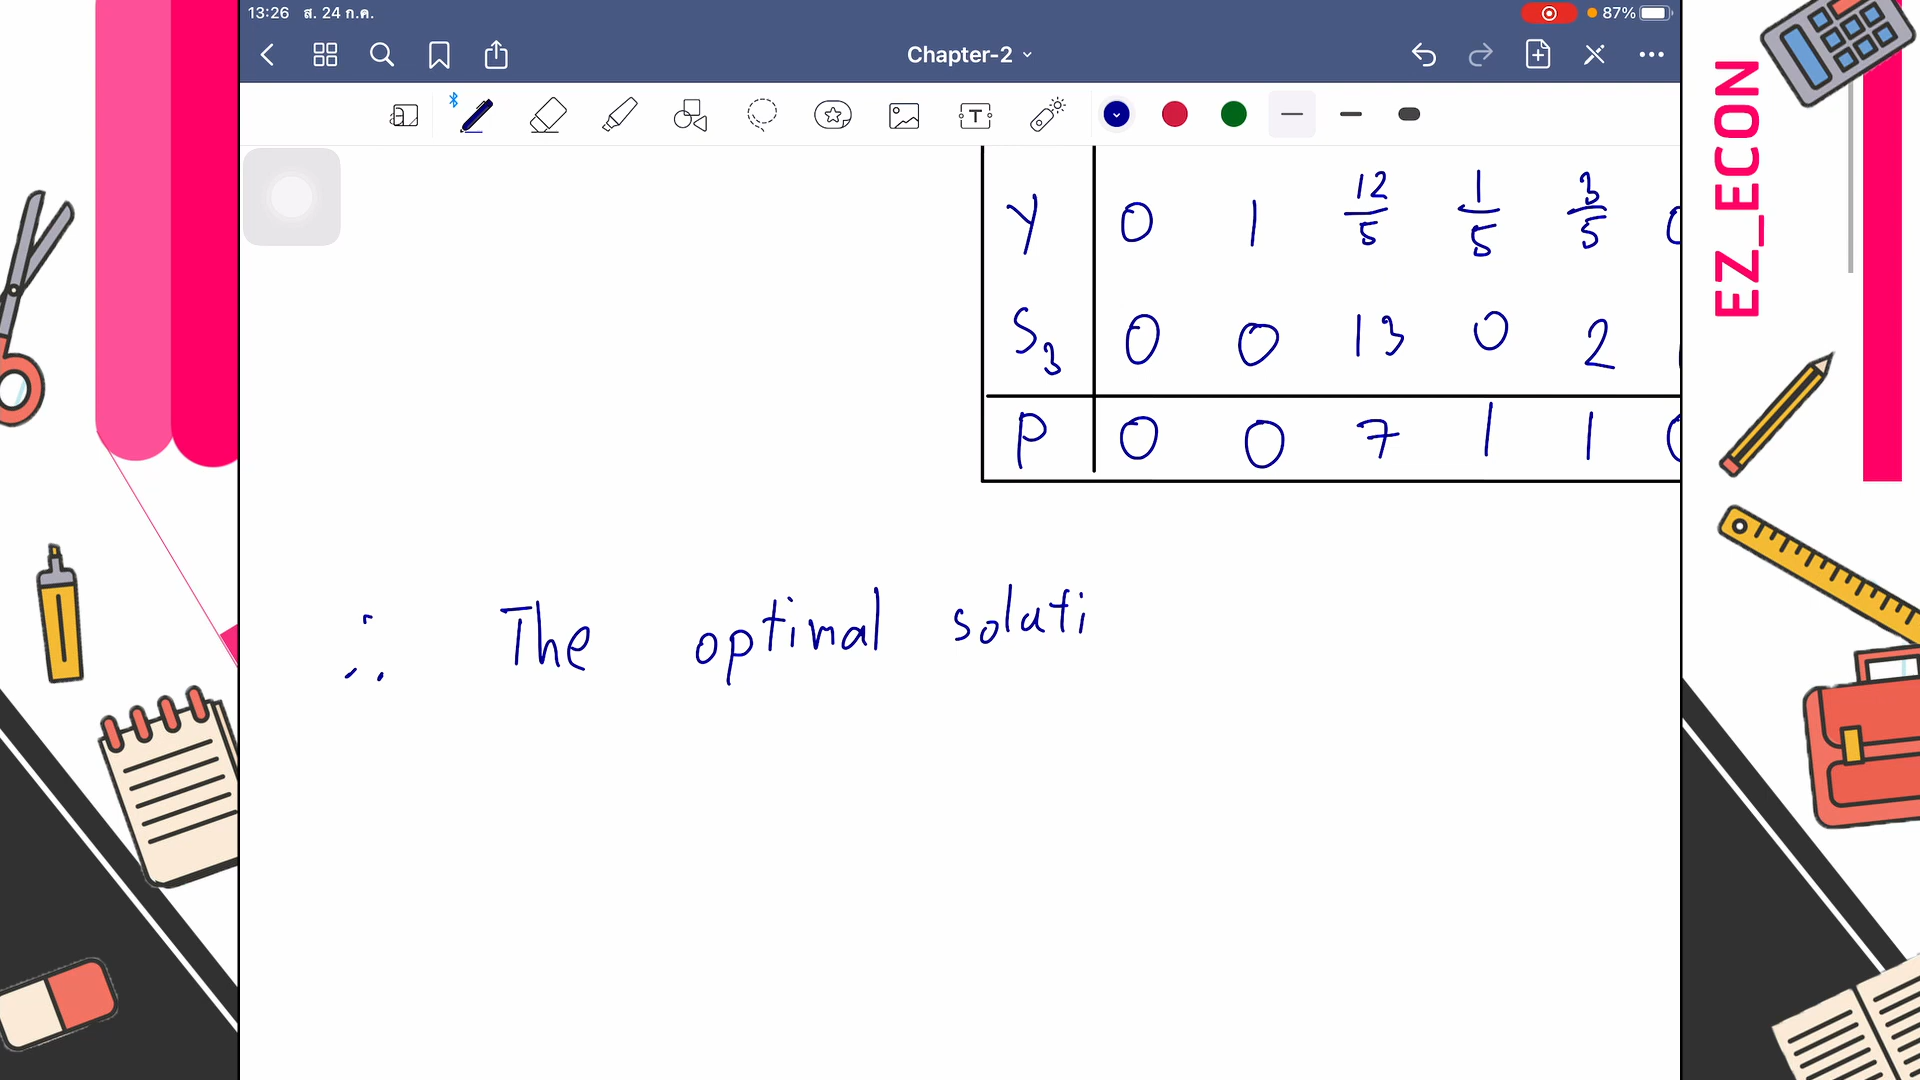 13:26 ส. 24 ก.ค.
87%
Chapter-2
EZ_ECON
Y 0 1 12/5 1/5 3/5
S3 0 0 13 0 2
P 0 0 7 1 1
∴ The optimal soluti